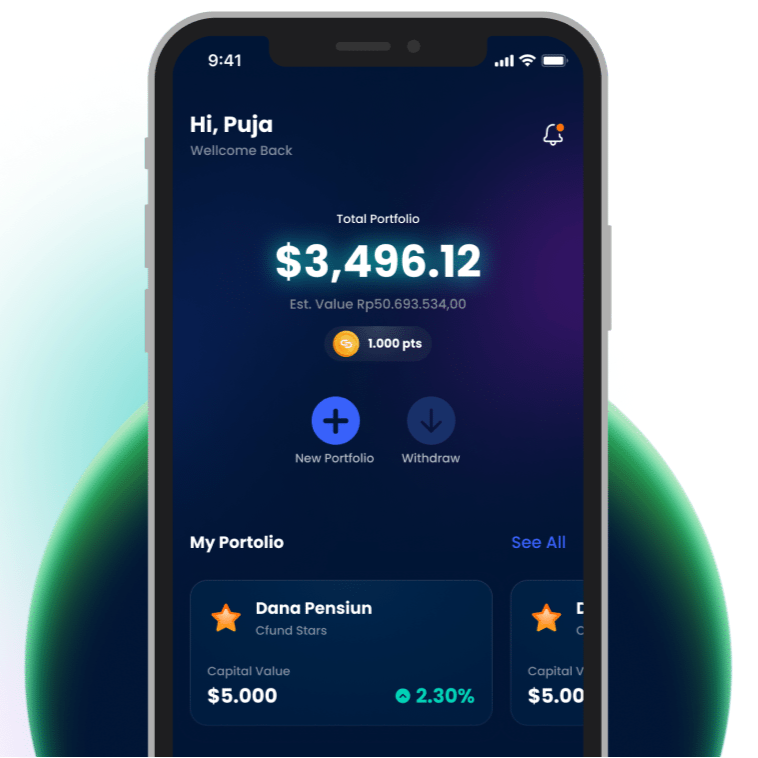 9:41
Hi, Puja
Wellcome Back
Total Portfolio
$3,496.12
Est. Value Rp50.693.534,00
1.000 pts
New Portfolio
Withdraw
My Portolio
See All
Dana Pensiun
Cfund Stars
Capital Value
$5.000
2.30%
D
C
Capital V
$5.00